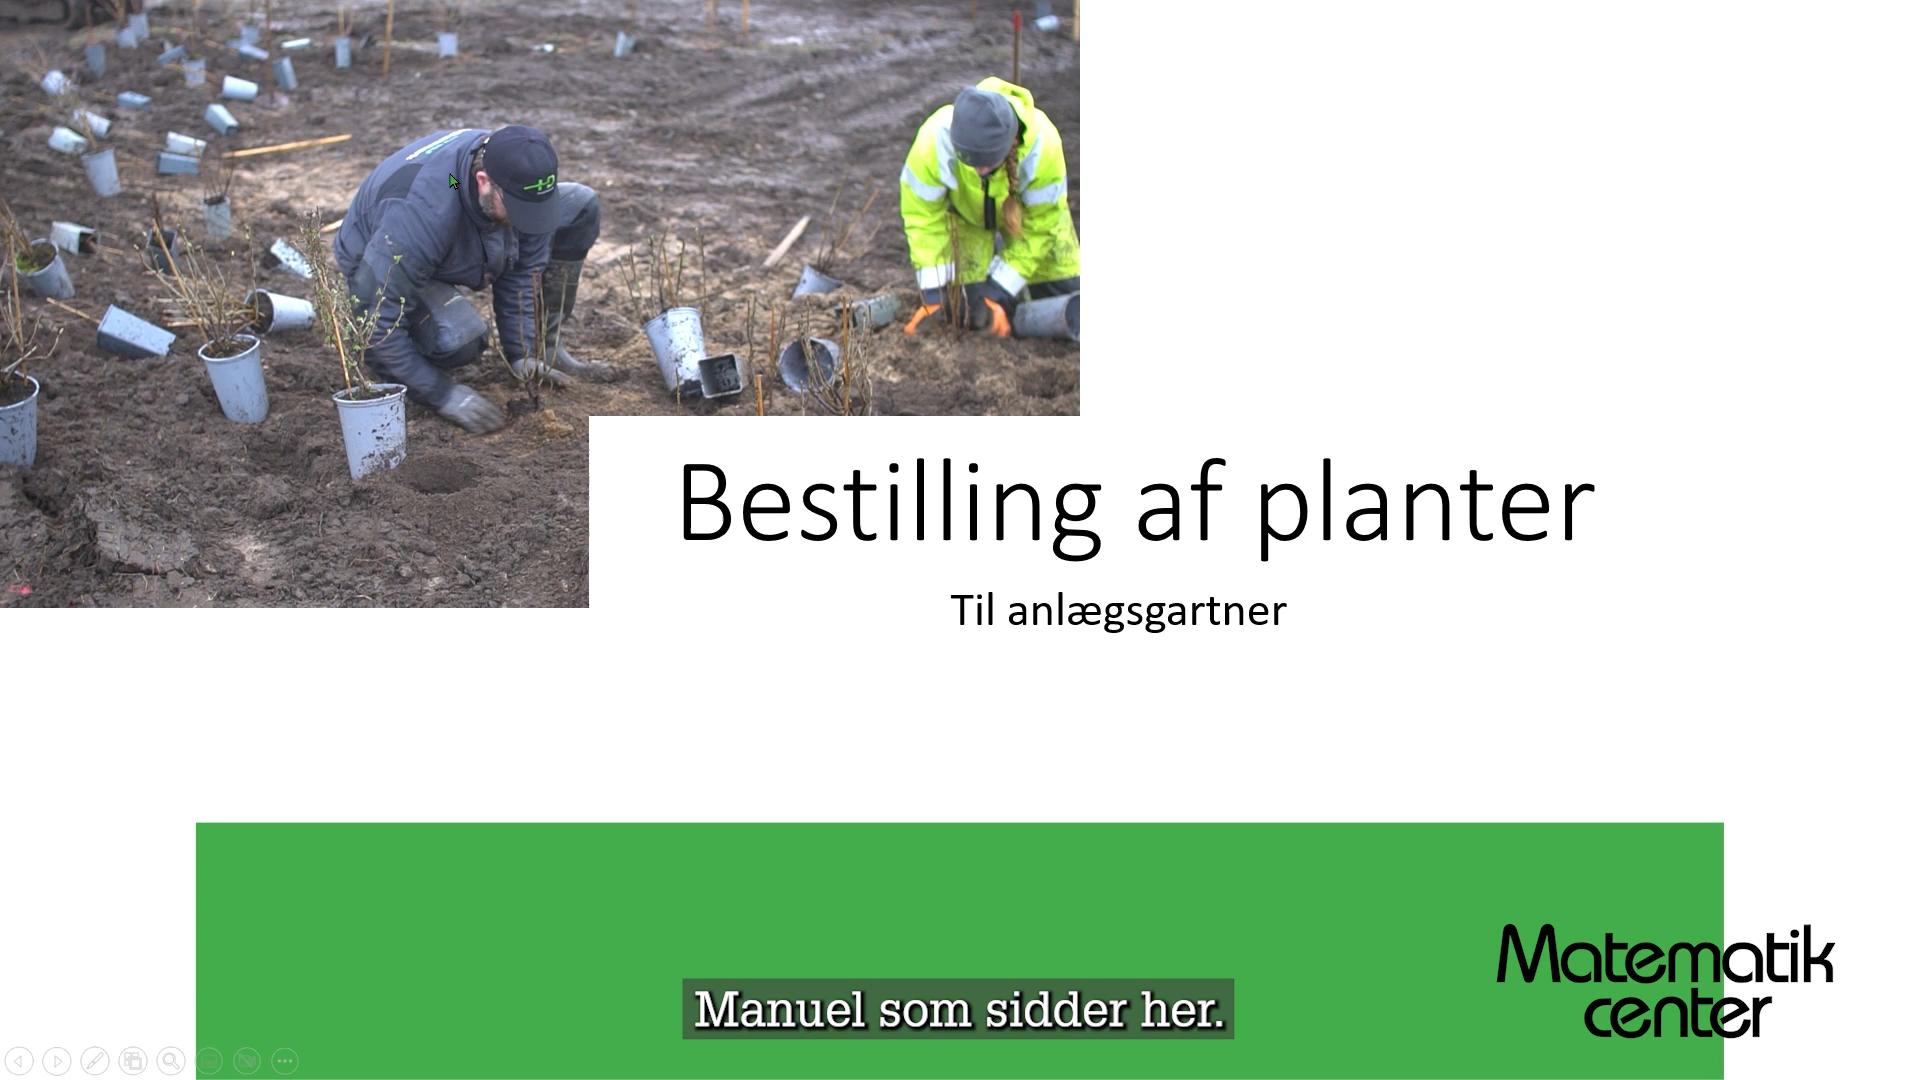 Bestilling af planter
Til anlægsgartner
Manuel som sidder her.
Matematik
center